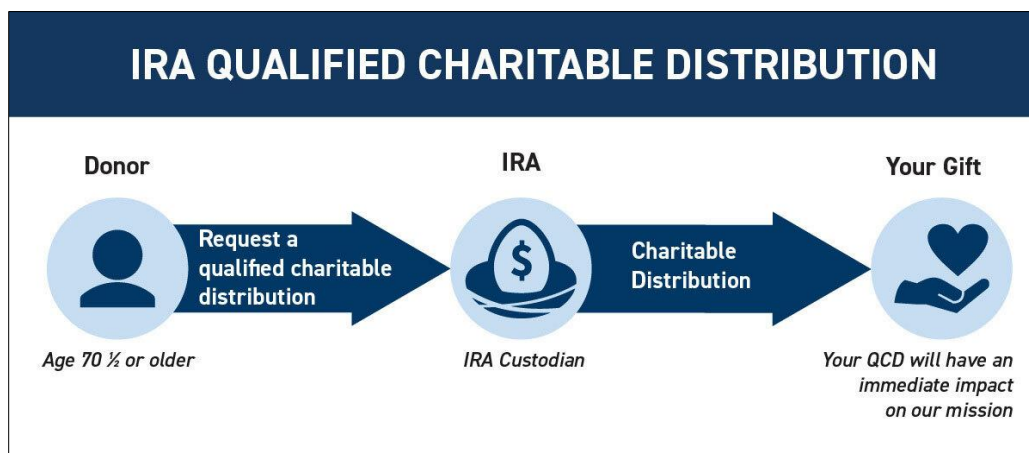 IRA QUALIFIED CHARITABLE DISTRIBUTION
Donor
Request a
qualified charitable
distribution
Age 70 ½ or older
IRA
$
IRA Custodian
Charitable
Distribution
Your Gift
Your QCD will have an
immediate impact
on our mission